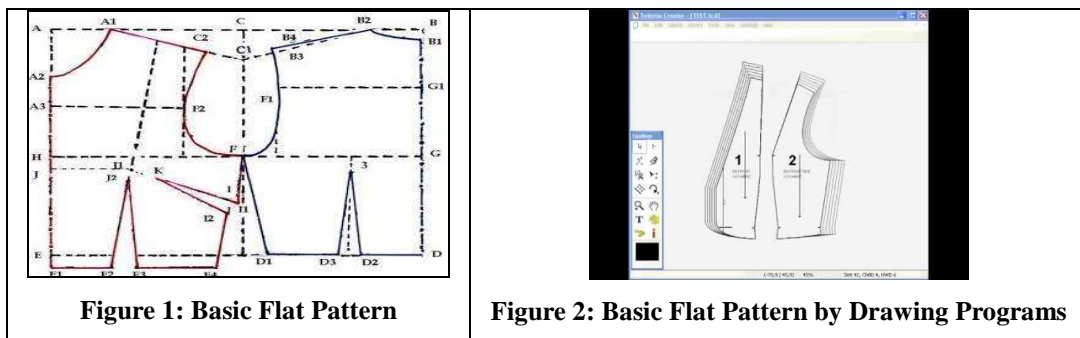 A A1 C B2 B
C2 C1 B4 B1
B3
A2
G1
A3 F2 F1
H F G
J J1 K 3
J2 I
I2 I1
E D
E1 E2 E3 E4 D1 D3 D2
Figure 1: Basic Flat Pattern
1 2
T i
Figure 2: Basic Flat Pattern by Drawing Programs